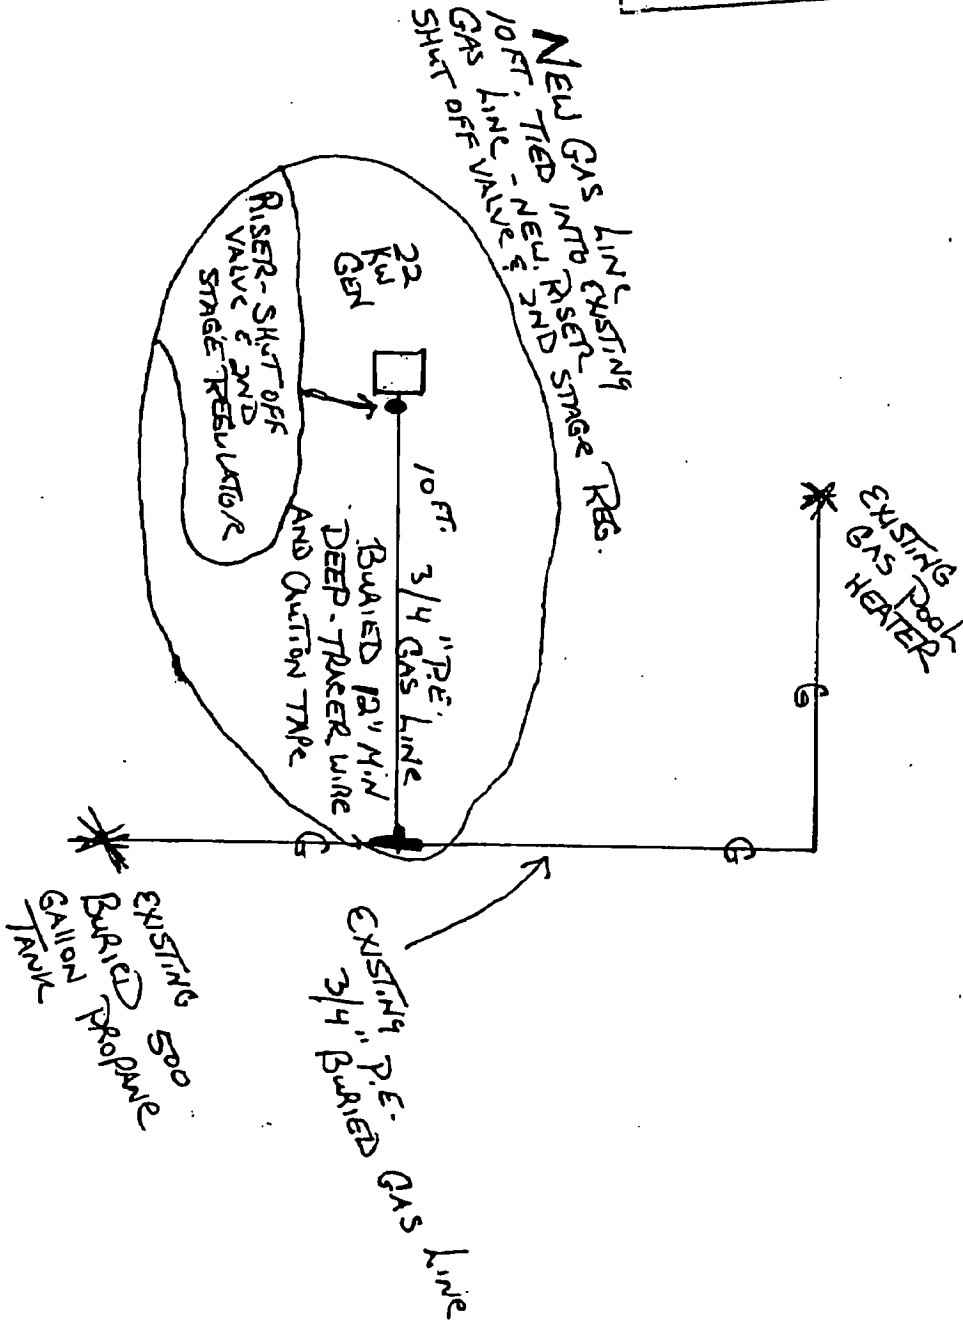 NEW GAS LINE
10 FT. TIED INTO EXISTING
GAS LINE - NEW RISER
SHUT OFF VALVE & 2ND STAGE REG.
EXISTING
GAS POOL
HEATER
G
22
KW
GEN
RISER-SHUT OFF
VALVE & 2ND
STAGE REGULATOR
10 FT. 3/4" P.E.
GAS LINE
BURIED 12" MIN
DEEP-TRACER WIRE
AND CAUTION TAPE
G
G
EXISTING P.E.
3/4" BURIED GAS LINE
EXISTING
BURIED 500
GALLON PROPANE
TANK